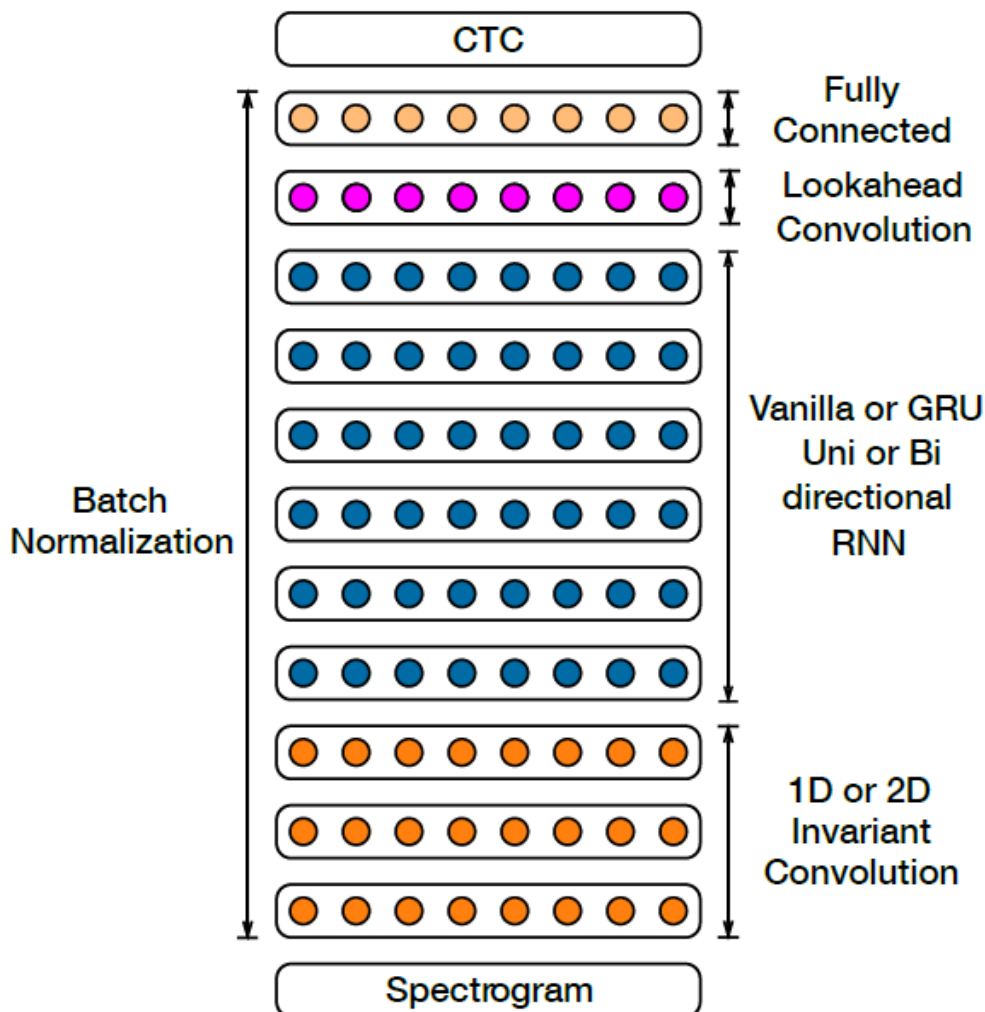 CTC
Fully
Connected
Lookahead
Convolution
Vanilla or GRU
Uni or Bi
directional
RNN
Batch
Normalization
1D or 2D
Invariant
Convolution
Spectrogram